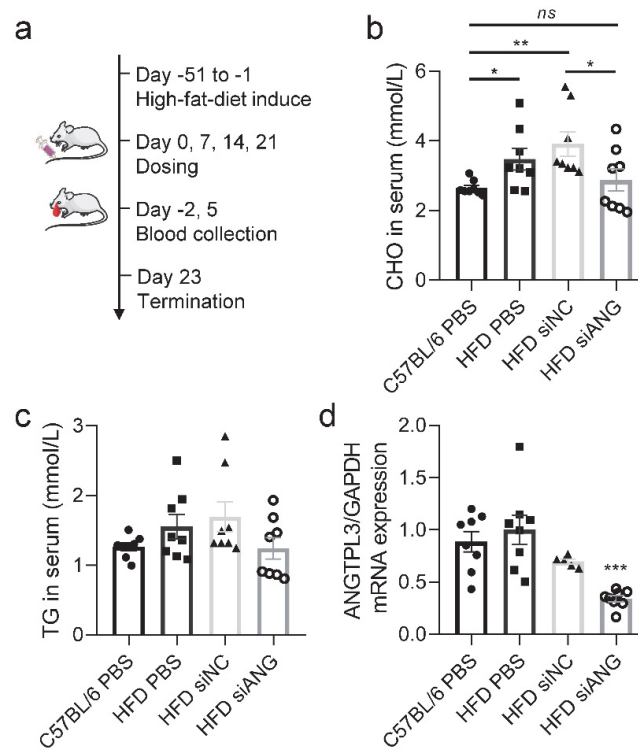 a
Day -51 to -1
High-fat-diet induce
Day 0, 7, 14, 21
Dosing
Day -2, 5
Blood collection
Day 23
Termination
b
ns
**
*
*
CHO in serum (mmol/L)
6
4
2
0
C57BL/6 PBS
HFD PBS
HFD siNC
HFD siANG
c
TG in serum (mmol/L)
3
2
1
0
C57BL/6 PBS
HFD PBS
HFD siNC
HFD siANG
d
ANGTPL3/GAPDH
mRNA expression
2.0
1.5
1.0
0.5
0.0
***
C57BL/6 PBS
HFD PBS
HFD siNC
HFD siANG